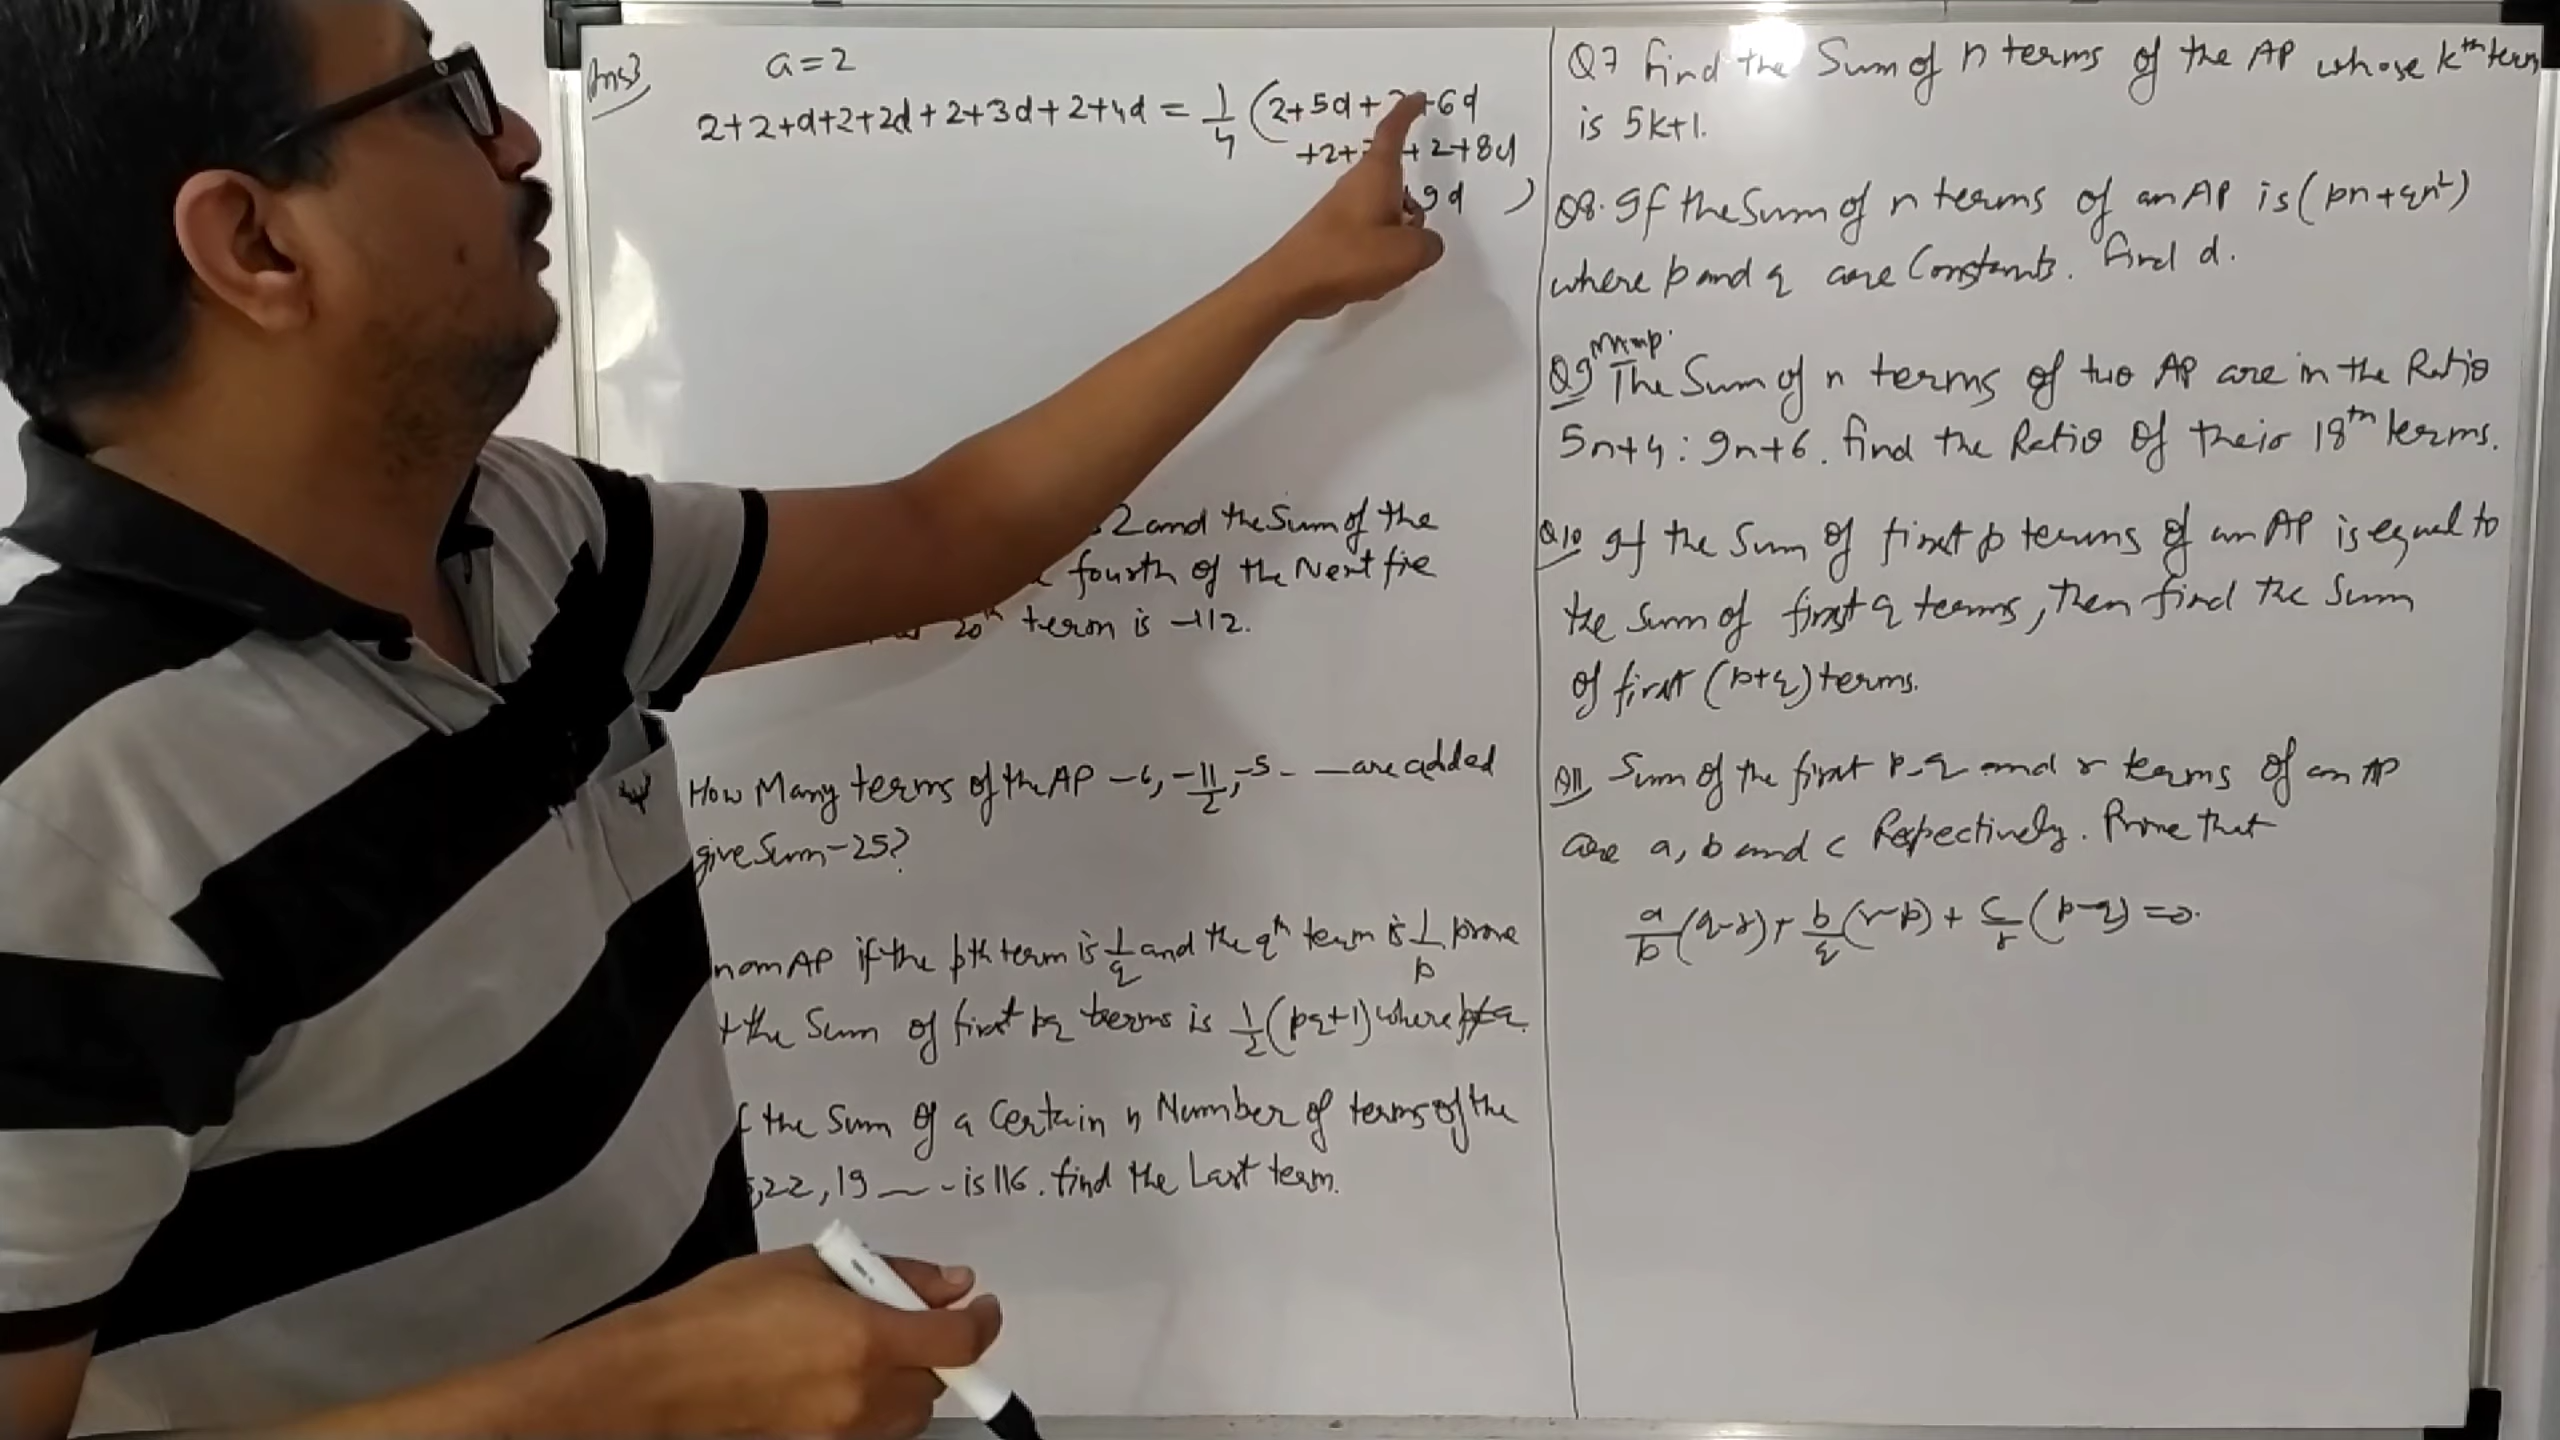 Ans3
a=2
2+2+d+2+2d+2+3d+2+4d = 1/4 (2+5d+ +6d
+2+ + 2+8d
9d )
2 and the Sum of the
fourth of the Next fie
20th term is -112.
How Many terms of the AP -6, -11/2, -5 - — are added
give Sum -25?
n an AP if the pth term is 1/q and the qth term is 1/p prove
the Sum of first pq terms is 1/2 (pq+1) where p≠q.
the Sum of a Certain n Number of terms of the
,22, 19 — - is 116. find the Last term.
Q7 find the Sum of n terms of the AP whose kth term
is 5k+1.
Q8. If the Sum of n terms of an AP is (pn+qn²)
where p and q are Constants. find d.
Q9 The Sum of n terms of two AP are in the Ratio
5n+4 : 9n+6. find the Ratio of their 18th terms.
Q10 If the Sum of first p terms of an AP is equal to
the Sum of first q terms, then find the Sum
of first (p+q) terms.
Q11 Sum of the first p, q and r terms of an AP
are a, b and c Respectively. Prove that
a/p (q-r) + b/q (r-p) + c/r (p-q) =0.